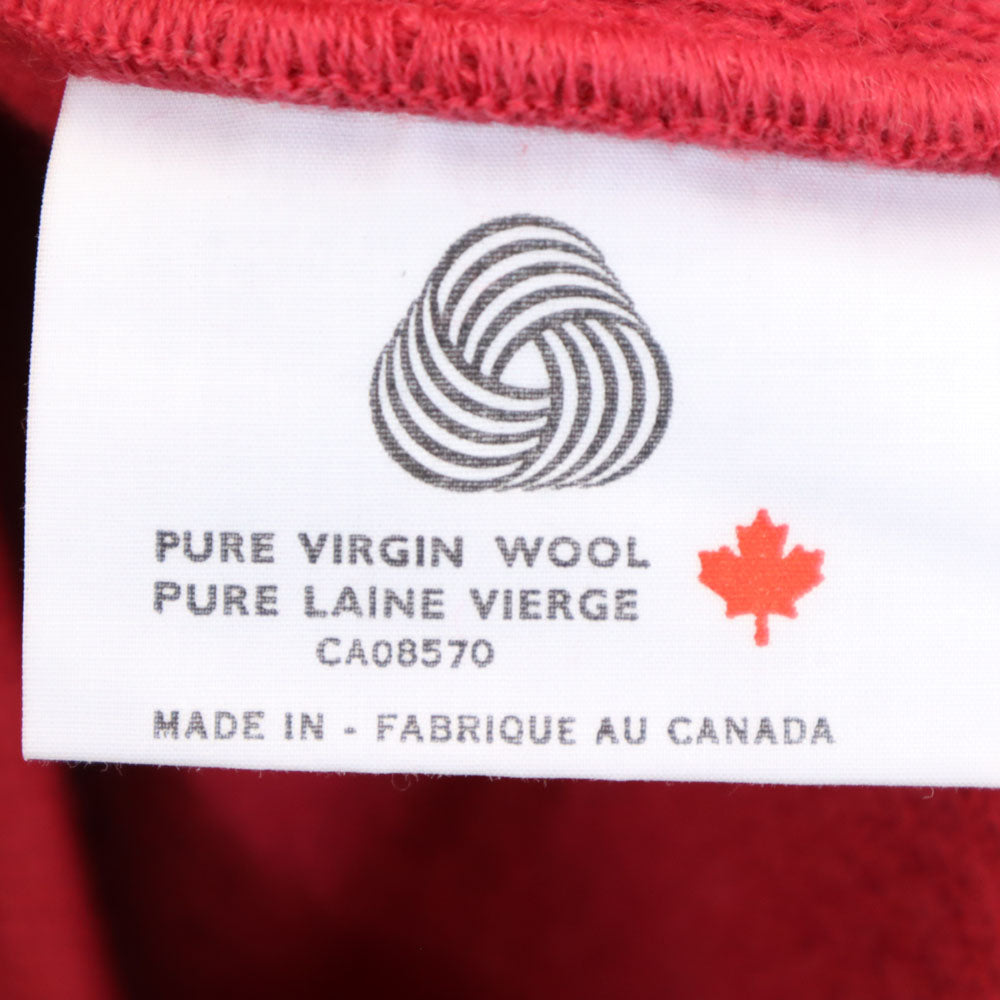 PURE VIRGIN WOOL
PURE LAINE VIERGE
CA08570
MADE IN - FABRIQUE AU CANADA